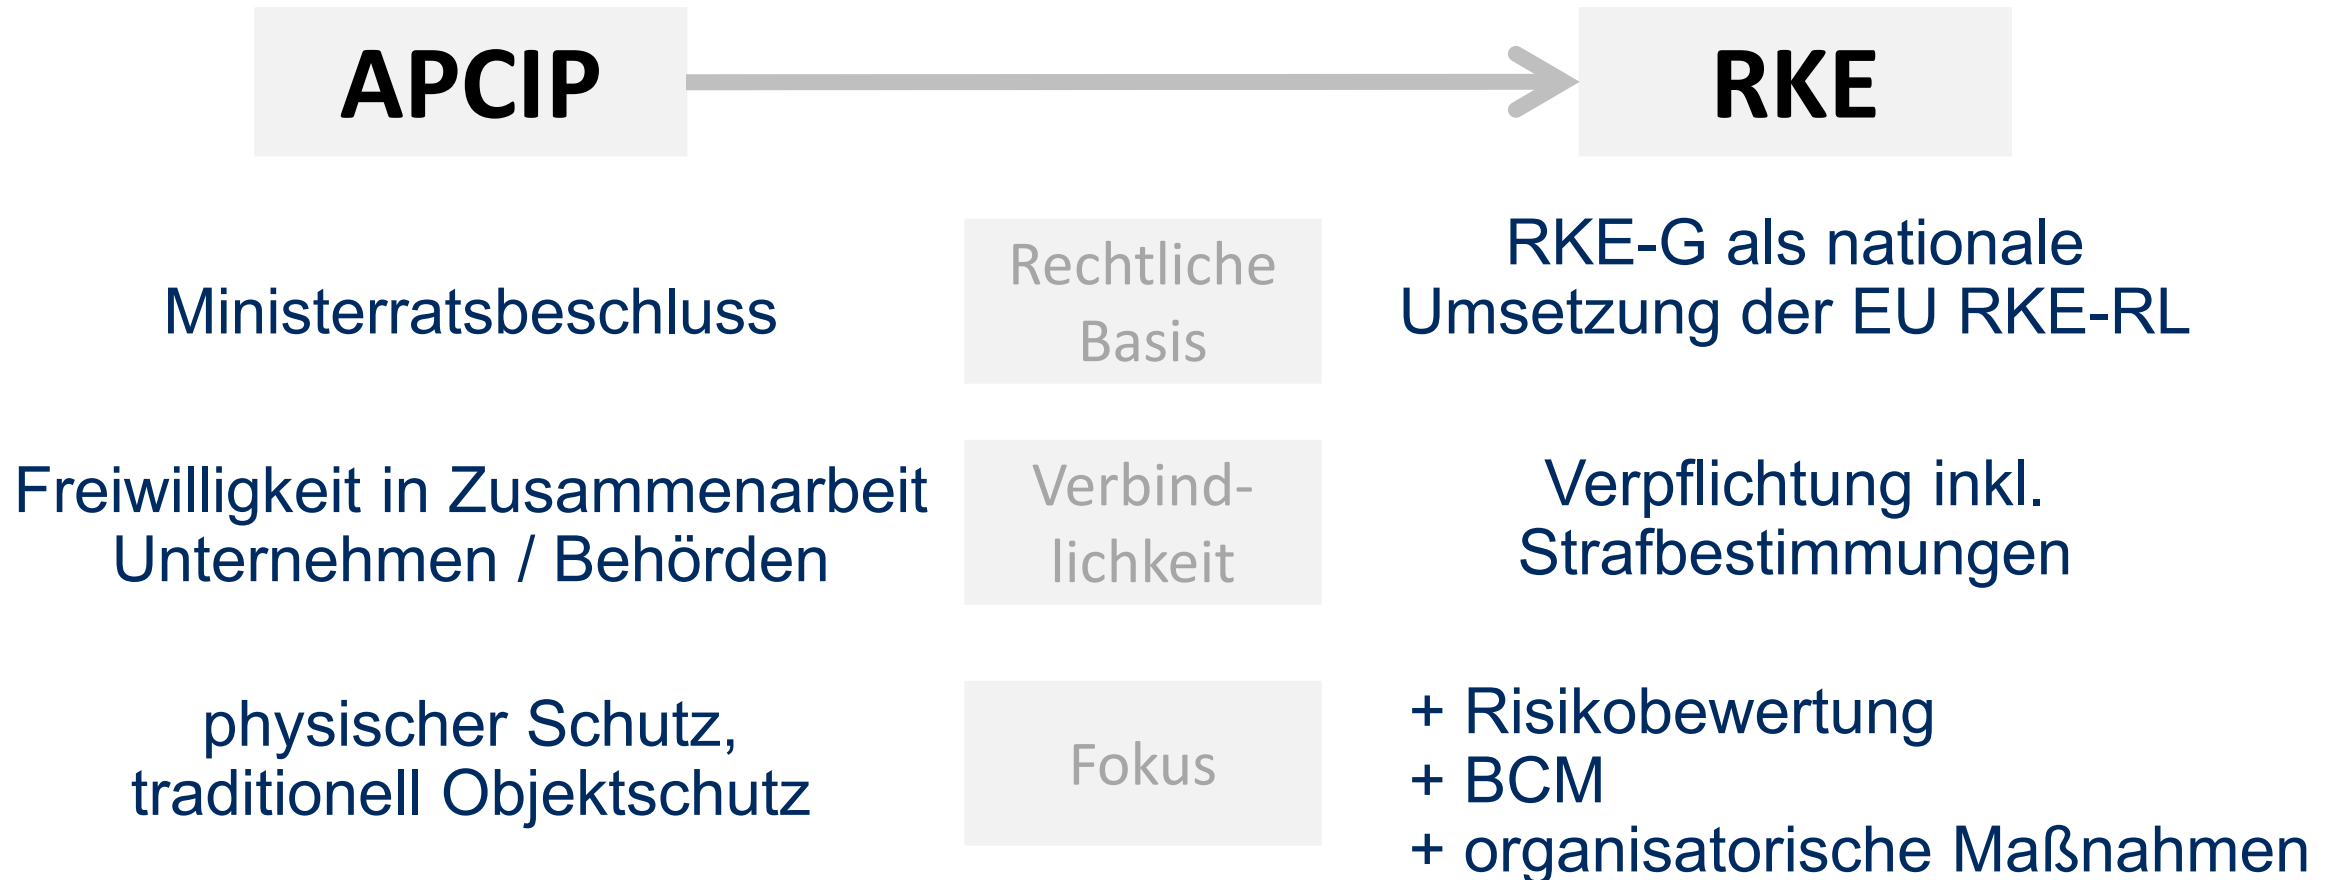 APCIP
RKE
Ministerratsbeschluss
Rechtliche
Basis
RKE-G als nationale
Umsetzung der EU RKE-RL
Freiwilligkeit in Zusammenarbeit
Unternehmen / Behörden
Verbind-
lichkeit
Verpflichtung inkl.
Strafbestimmungen
physischer Schutz,
traditionell Objektschutz
Fokus
+ Risikobewertung
+ BCM
+ organisatorische Maßnahmen